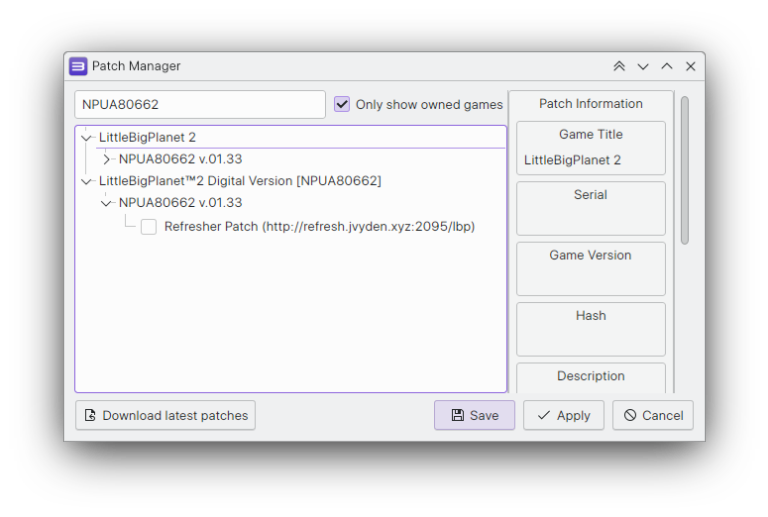 Patch Manager
NPUA80662
Only show owned games
LittleBigPlanet 2
NPUA80662 v.01.33
LittleBigPlanet™2 Digital Version [NPUA80662]
NPUA80662 v.01.33
Refresher Patch (http://refresh.jvyden.xyz:2095/lbp)
Patch Information
Game Title
LittleBigPlanet 2
Serial
Game Version
Hash
Description
Download latest patches
Save
Apply
Cancel